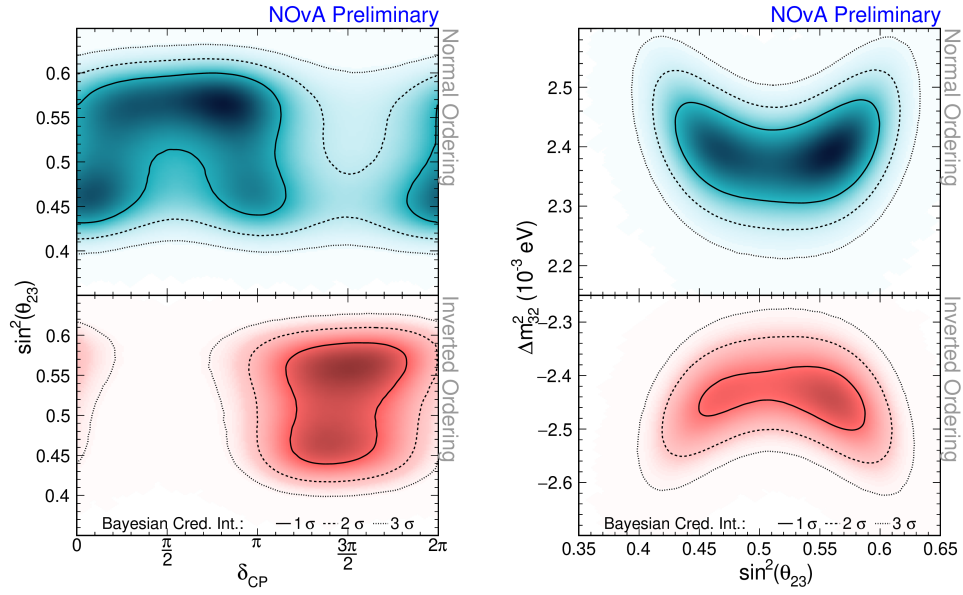 NOvA Preliminary
0.6
0.55
0.5
0.45
0.4
Normal Ordering
sin²(θ₂₃)
0.6
0.55
0.5
0.45
0.4
Inverted Ordering
Bayesian Cred. Int.: 1 σ 2 σ 3 σ
0 π/2 π 3π/2 2π
δ_CP
NOvA Preliminary
2.5
2.4
2.3
2.2
Normal Ordering
Δm²₃₂ (10⁻³ eV)
−2.3
−2.4
−2.5
−2.6
Inverted Ordering
Bayesian Cred. Int.: 1 σ 2 σ 3 σ
0.35 0.4 0.45 0.5 0.55 0.6 0.65
sin²(θ₂₃)